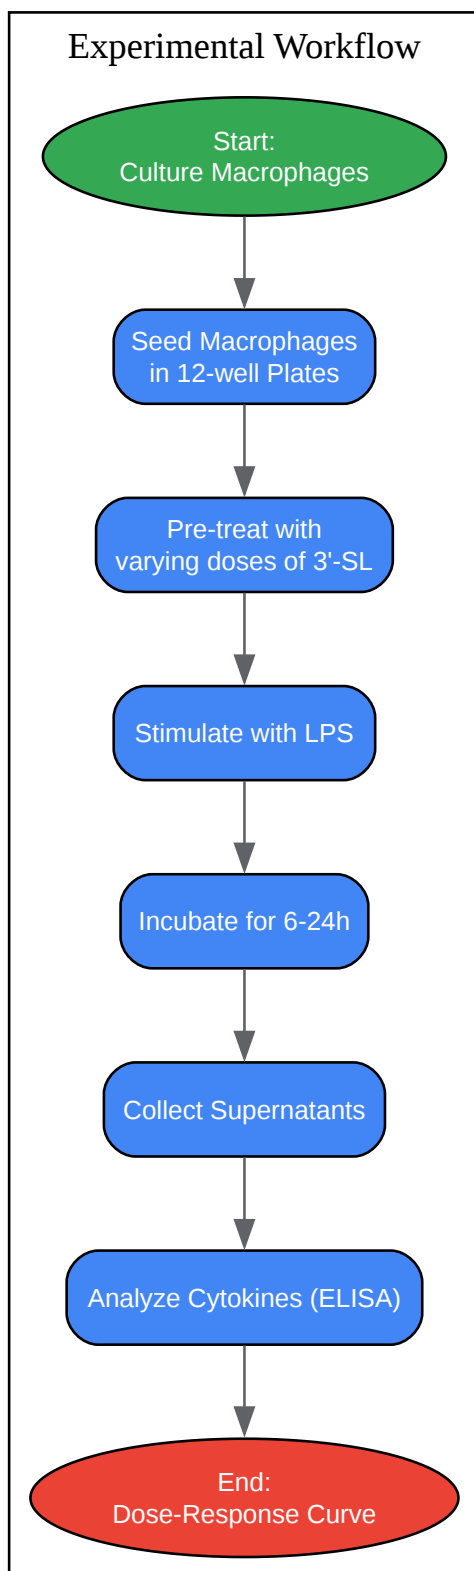 Experimental Workflow
Start:
Culture Macrophages
Seed Macrophages
in 12-well Plates
Pre-treat with
varying doses of 3'-SL
Stimulate with LPS
Incubate for 6-24h
Collect Supernatants
Analyze Cytokines (ELISA)
End:
Dose-Response Curve